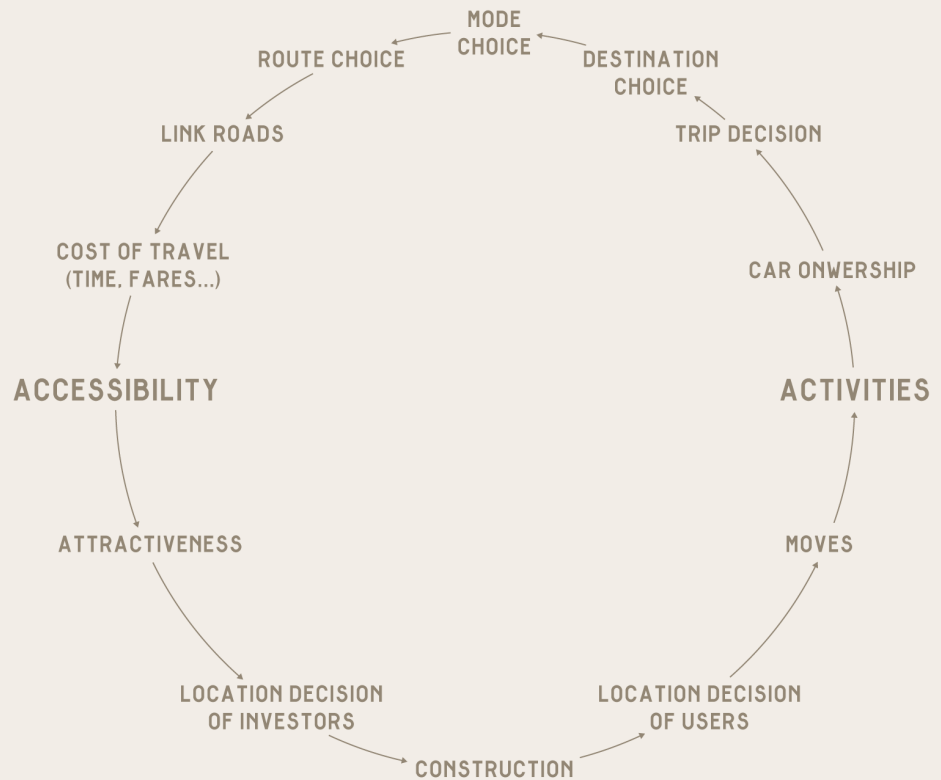 MODE
CHOICE
ROUTE CHOICE
DESTINATION
CHOICE
LINK ROADS
TRIP DECISION
COST OF TRAVEL
(TIME, FARES...)
CAR ONWERSHIP
ACCESSIBILITY
ACTIVITIES
ATTRACTIVENESS
MOVES
LOCATION DECISION
OF INVESTORS
LOCATION DECISION
OF USERS
CONSTRUCTION